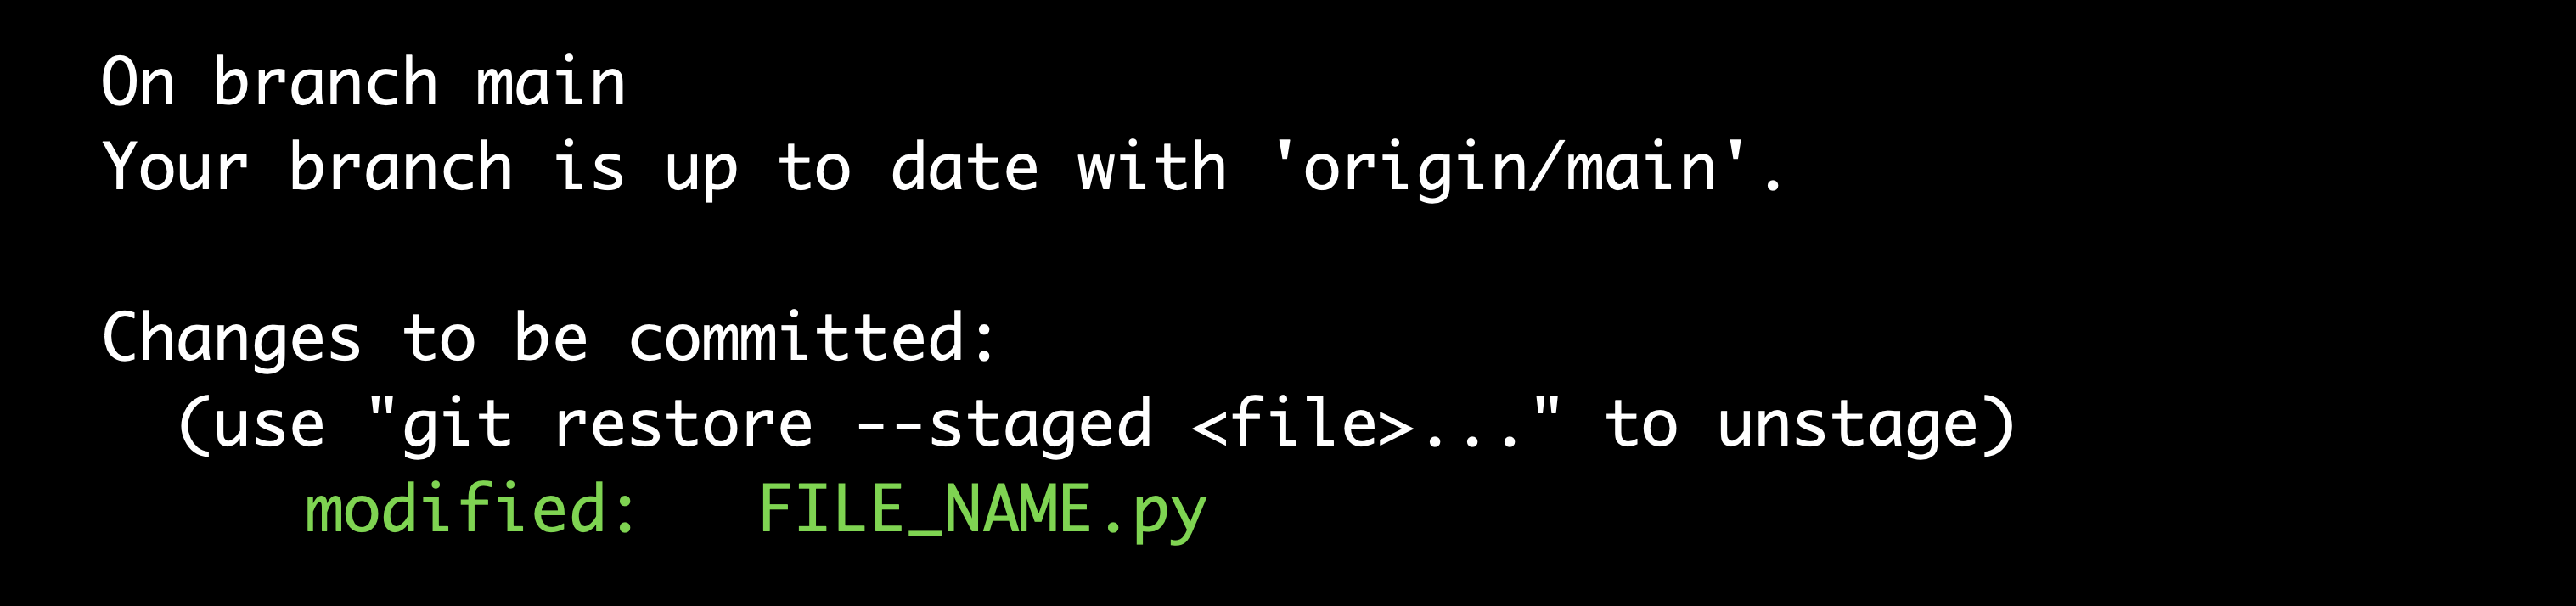 On branch main
Your branch is up to date with 'origin/main'.

Changes to be committed:
  (use "git restore --staged <file>..." to unstage)
     modified:   FILE_NAME.py